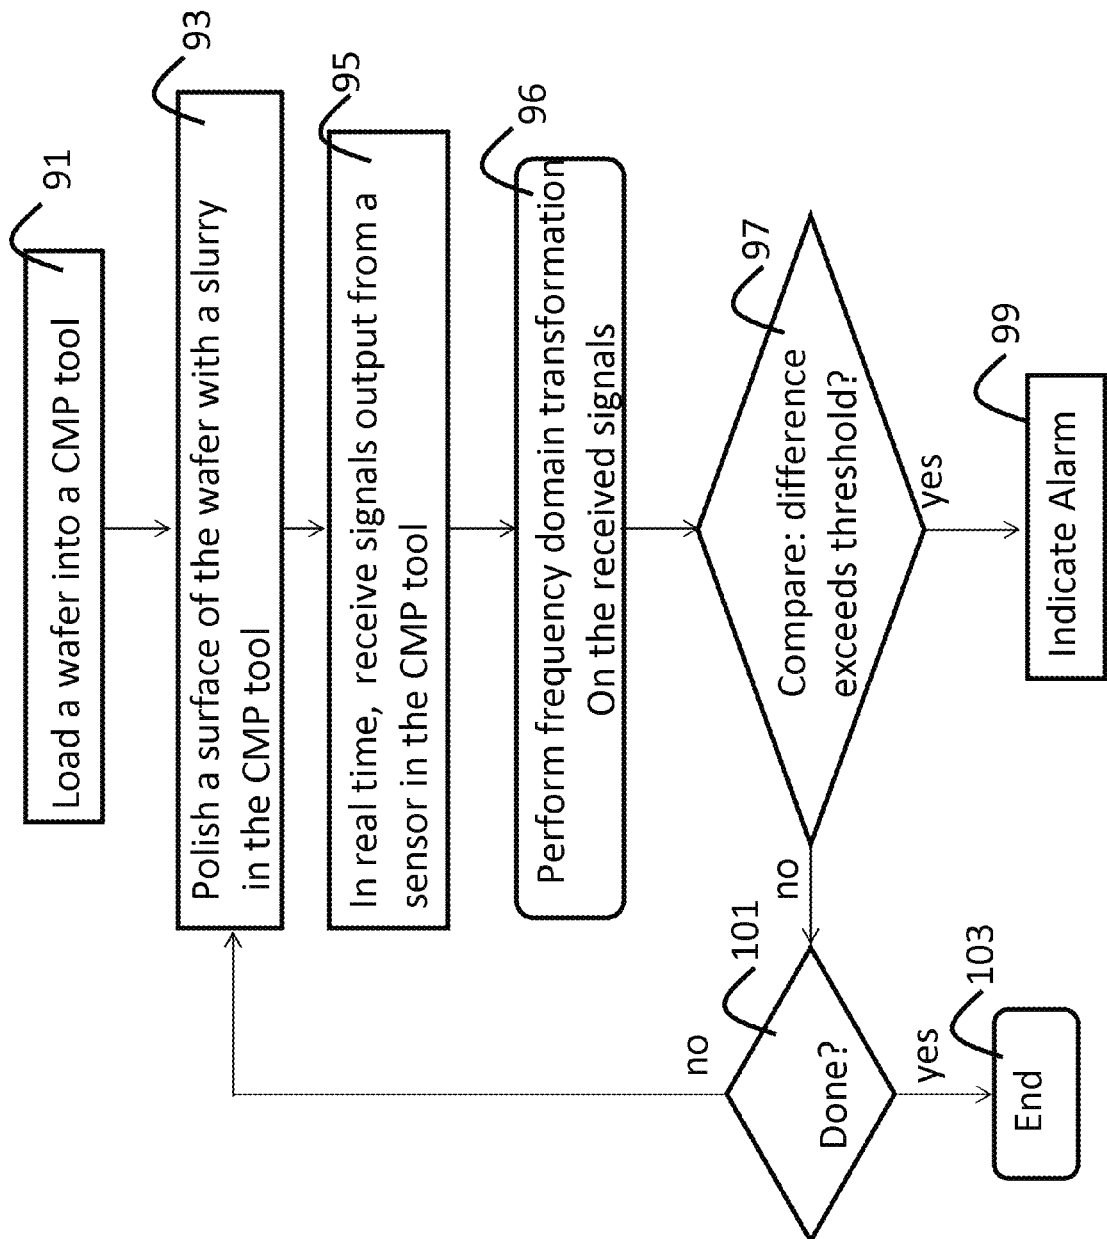 91
Load a wafer into a CMP tool
93
Polish a surface of the wafer with a slurry
in the CMP tool
95
In real time, receive signals output from a
sensor in the CMP tool
96
Perform frequency domain transformation
On the received signals
97
Compare: difference
exceeds threshold?
yes
99
Indicate Alarm
no
101
Done?
no
yes
103
End